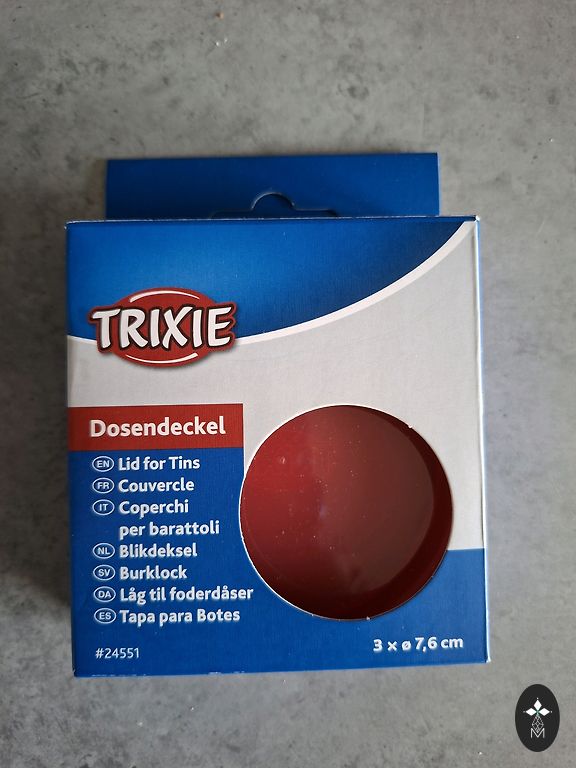 TRIXIE
Dosendeckel
EN Lid for Tins
FR Couvercle
IT Coperchi
per barattoli
NL Blikdeksel
SV Burklock
DA Låg til foderdåser
ES Tapa para Botes
#24551
3 x ø 7,6 cm
M